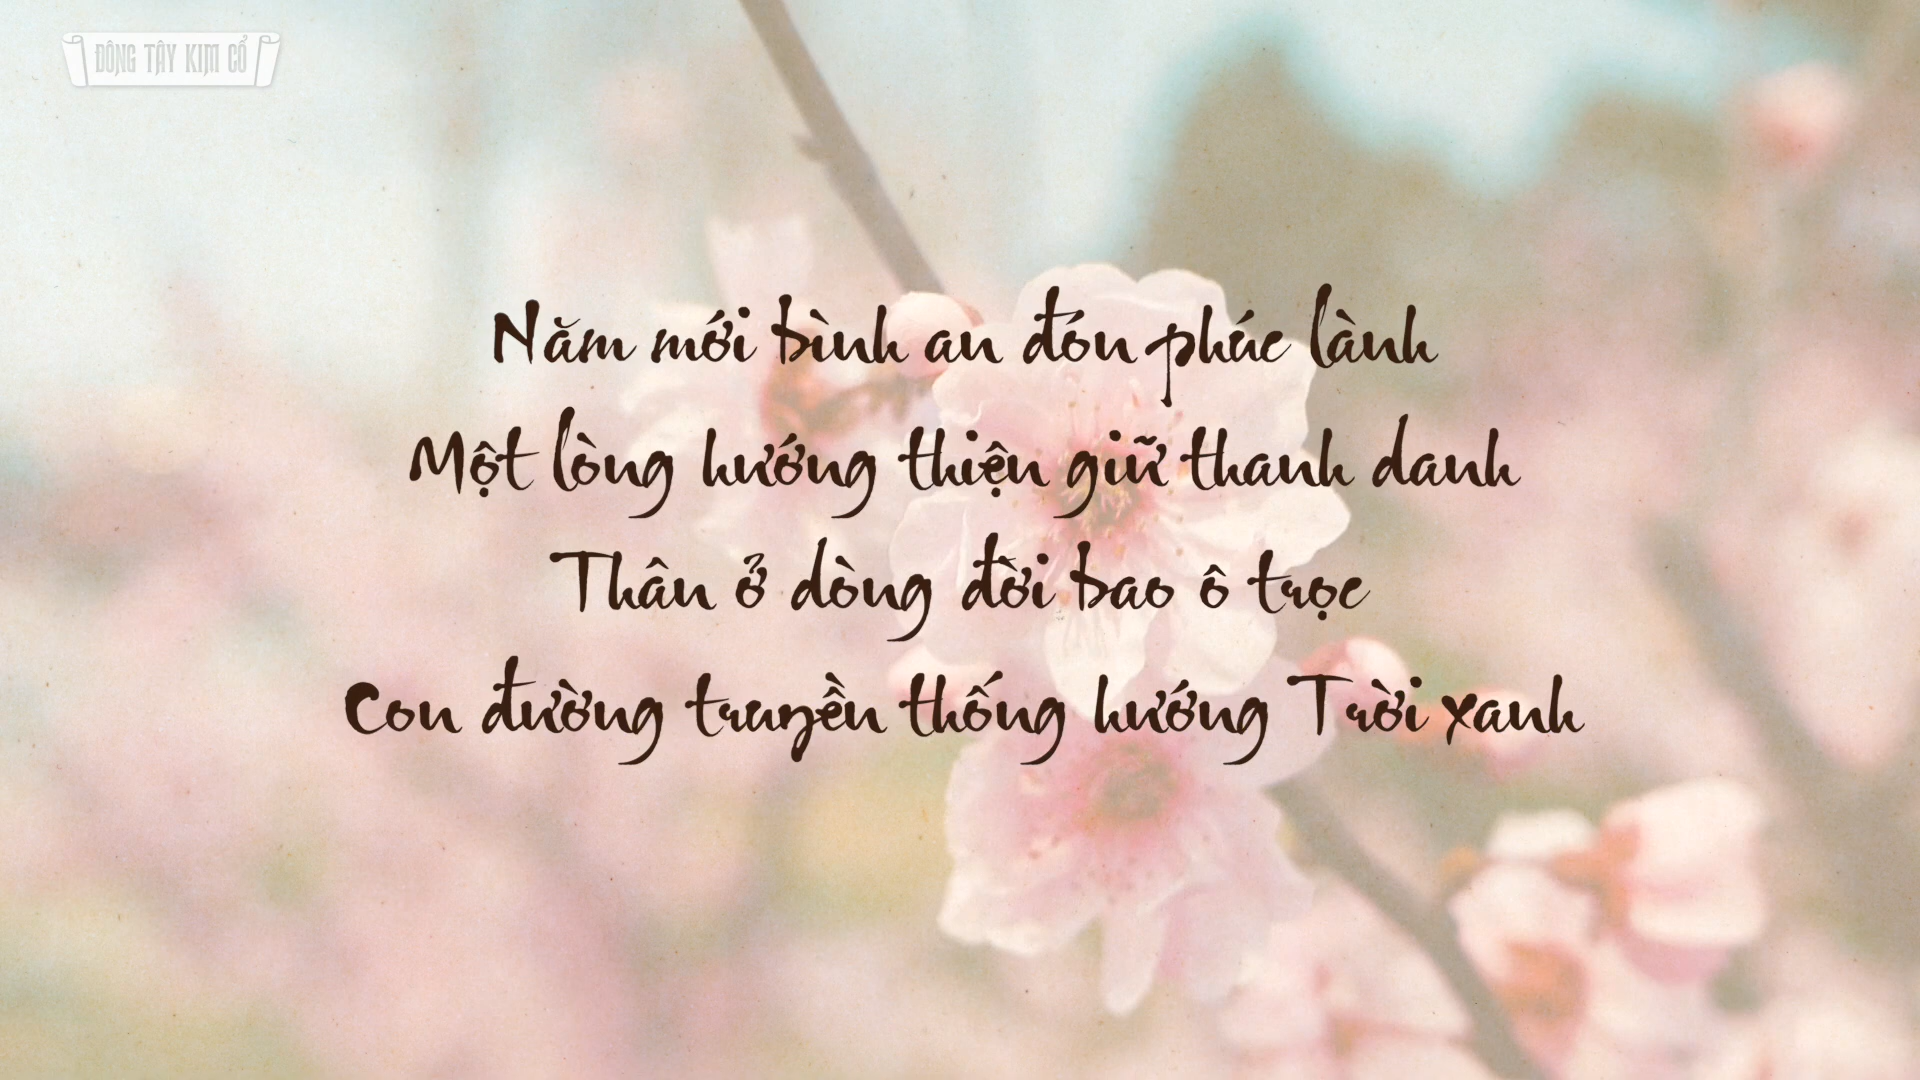 ĐÔNG TÂY KIM CỔ
Năm mới bình an đón phúc lành
Một lòng hướng thiện giữ thanh danh
Thân ở dòng đời bao ô trọc
Con đường truyền thống hướng Trời xanh